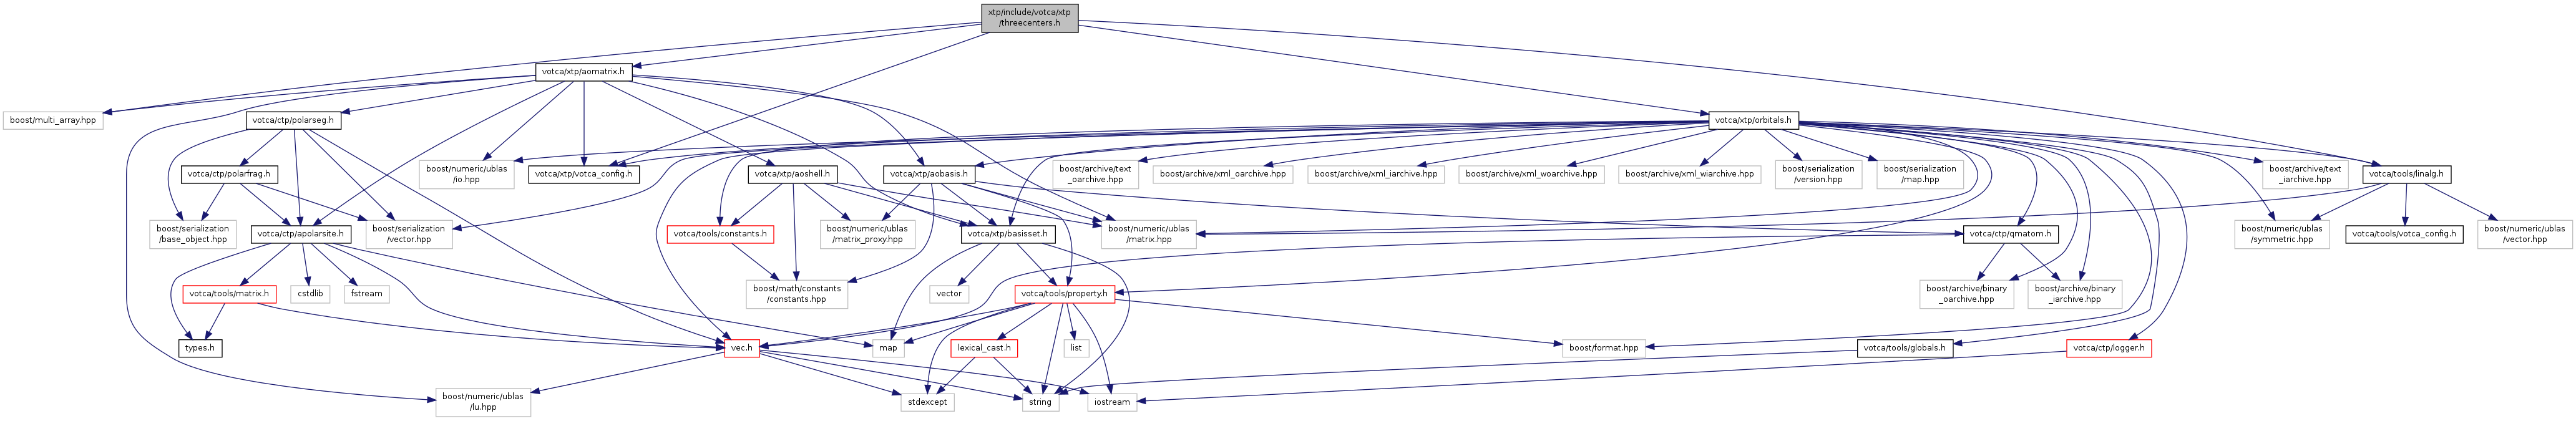 xtp/include/votca/xtp
/threecenters.h
votca/xtp/aomatrix.h
boost/multi_array.hpp
votca/ctp/polarseg.h
votca/xtp/orbitals.h
votca/ctp/polarfrag.h
boost/numeric/ublas
/io.hpp
votca/xtp/votca_config.h
votca/xtp/aoshell.h
votca/xtp/aobasis.h
boost/archive/text
_oarchive.hpp
boost/archive/xml_oarchive.hpp
boost/archive/xml_iarchive.hpp
boost/archive/xml_woarchive.hpp
boost/archive/xml_wiarchive.hpp
boost/serialization
/version.hpp
boost/serialization
/map.hpp
boost/archive/text
_iarchive.hpp
votca/tools/linalg.h
boost/serialization
/base_object.hpp
votca/ctp/apolarsite.h
boost/serialization
/vector.hpp
votca/tools/constants.h
boost/numeric/ublas
/matrix_proxy.hpp
votca/xtp/basisset.h
boost/numeric/ublas
/matrix.hpp
votca/ctp/qmatom.h
boost/numeric/ublas
/symmetric.hpp
votca/tools/votca_config.h
boost/numeric/ublas
/vector.hpp
votca/tools/matrix.h
cstdlib
fstream
boost/math/constants
/constants.hpp
vector
votca/tools/property.h
boost/archive/binary
_oarchive.hpp
boost/archive/binary
_iarchive.hpp
types.h
vec.h
map
lexical_cast.h
list
boost/format.hpp
votca/tools/globals.h
votca/ctp/logger.h
boost/numeric/ublas
/lu.hpp
stdexcept
string
iostream